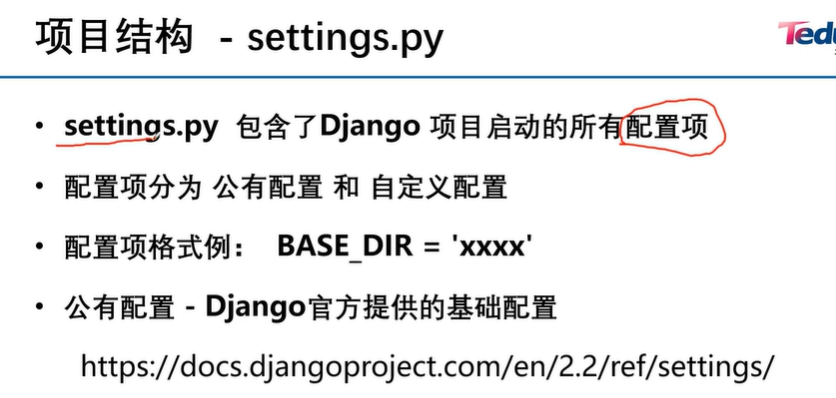 项目结构 - settings.py
Tedu
• settings.py 包含了Django 项目启动的所有配置项
• 配置项分为 公有配置 和 自定义配置
• 配置项格式例： BASE_DIR = 'xxxx'
• 公有配置 - Django官方提供的基础配置
https://docs.djangoproject.com/en/2.2/ref/settings/